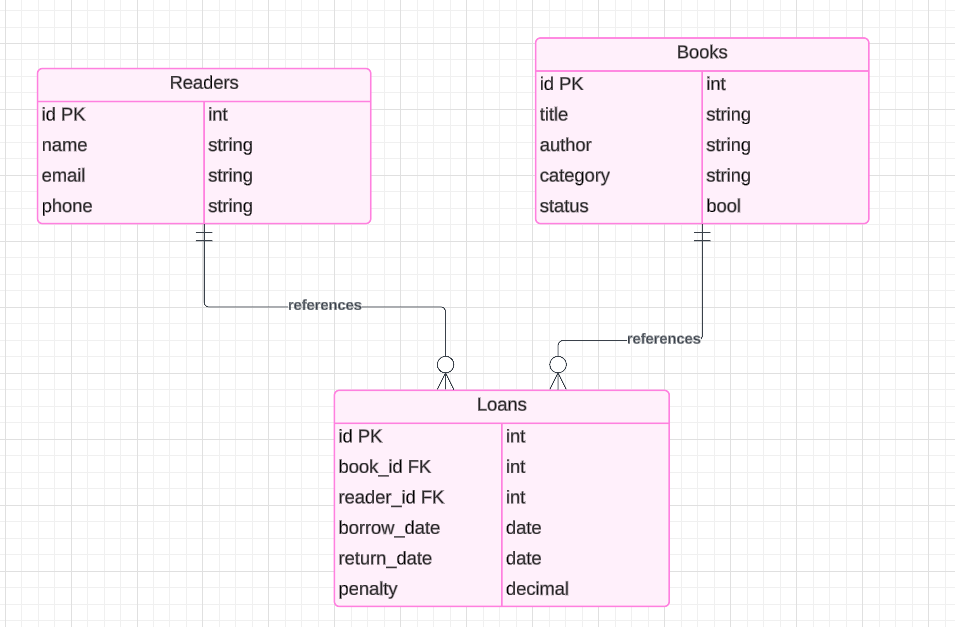 Readers
id PK int
name string
email string
phone string
Books
id PK int
title string
author string
category string
status bool
references
references
Loans
id PK int
book_id FK int
reader_id FK int
borrow_date date
return_date date
penalty decimal